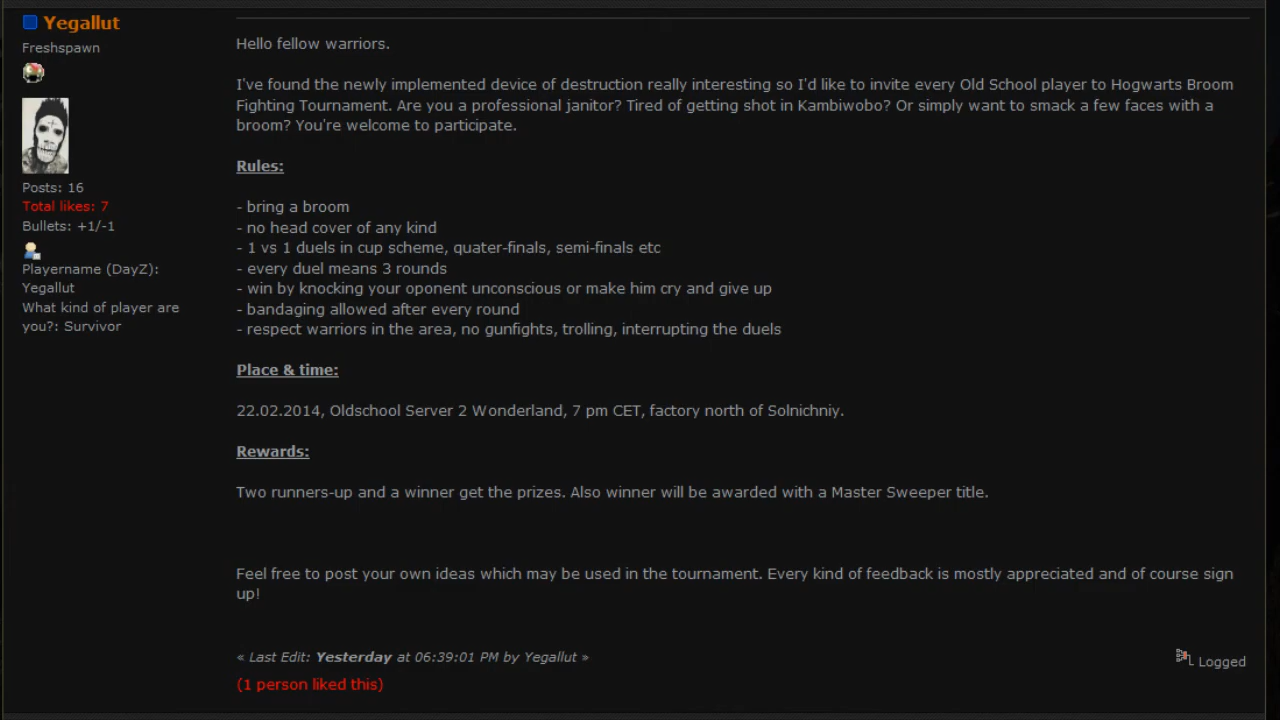 Yegallut
Freshspawn
Posts: 16
Total likes: 7
Bullets: +1/-1
Playername (DayZ):
Yegallut
What kind of player are
you?: Survivor
Hello fellow warriors.
I've found the newly implemented device of destruction really interesting so I'd like to invite every Old School player to Hogwarts Broom
Fighting Tournament. Are you a professional janitor? Tired of getting shot in Kambiwobo? Or simply want to smack a few faces with a
broom? You're welcome to participate.
Rules:
- bring a broom
- no head cover of any kind
- 1 vs 1 duels in cup scheme, quater-finals, semi-finals etc
- every duel means 3 rounds
- win by knocking your oponent unconscious or make him cry and give up
- bandaging allowed after every round
- respect warriors in the area, no gunfights, trolling, interrupting the duels
Place & time:
22.02.2014, Oldschool Server 2 Wonderland, 7 pm CET, factory north of Solnichniy.
Rewards:
Two runners-up and a winner get the prizes. Also winner will be awarded with a Master Sweeper title.
Feel free to post your own ideas which may be used in the tournament. Every kind of feedback is mostly appreciated and of course sign
up!
« Last Edit: Yesterday at 06:39:01 PM by Yegallut »
Logged
(1 person liked this)